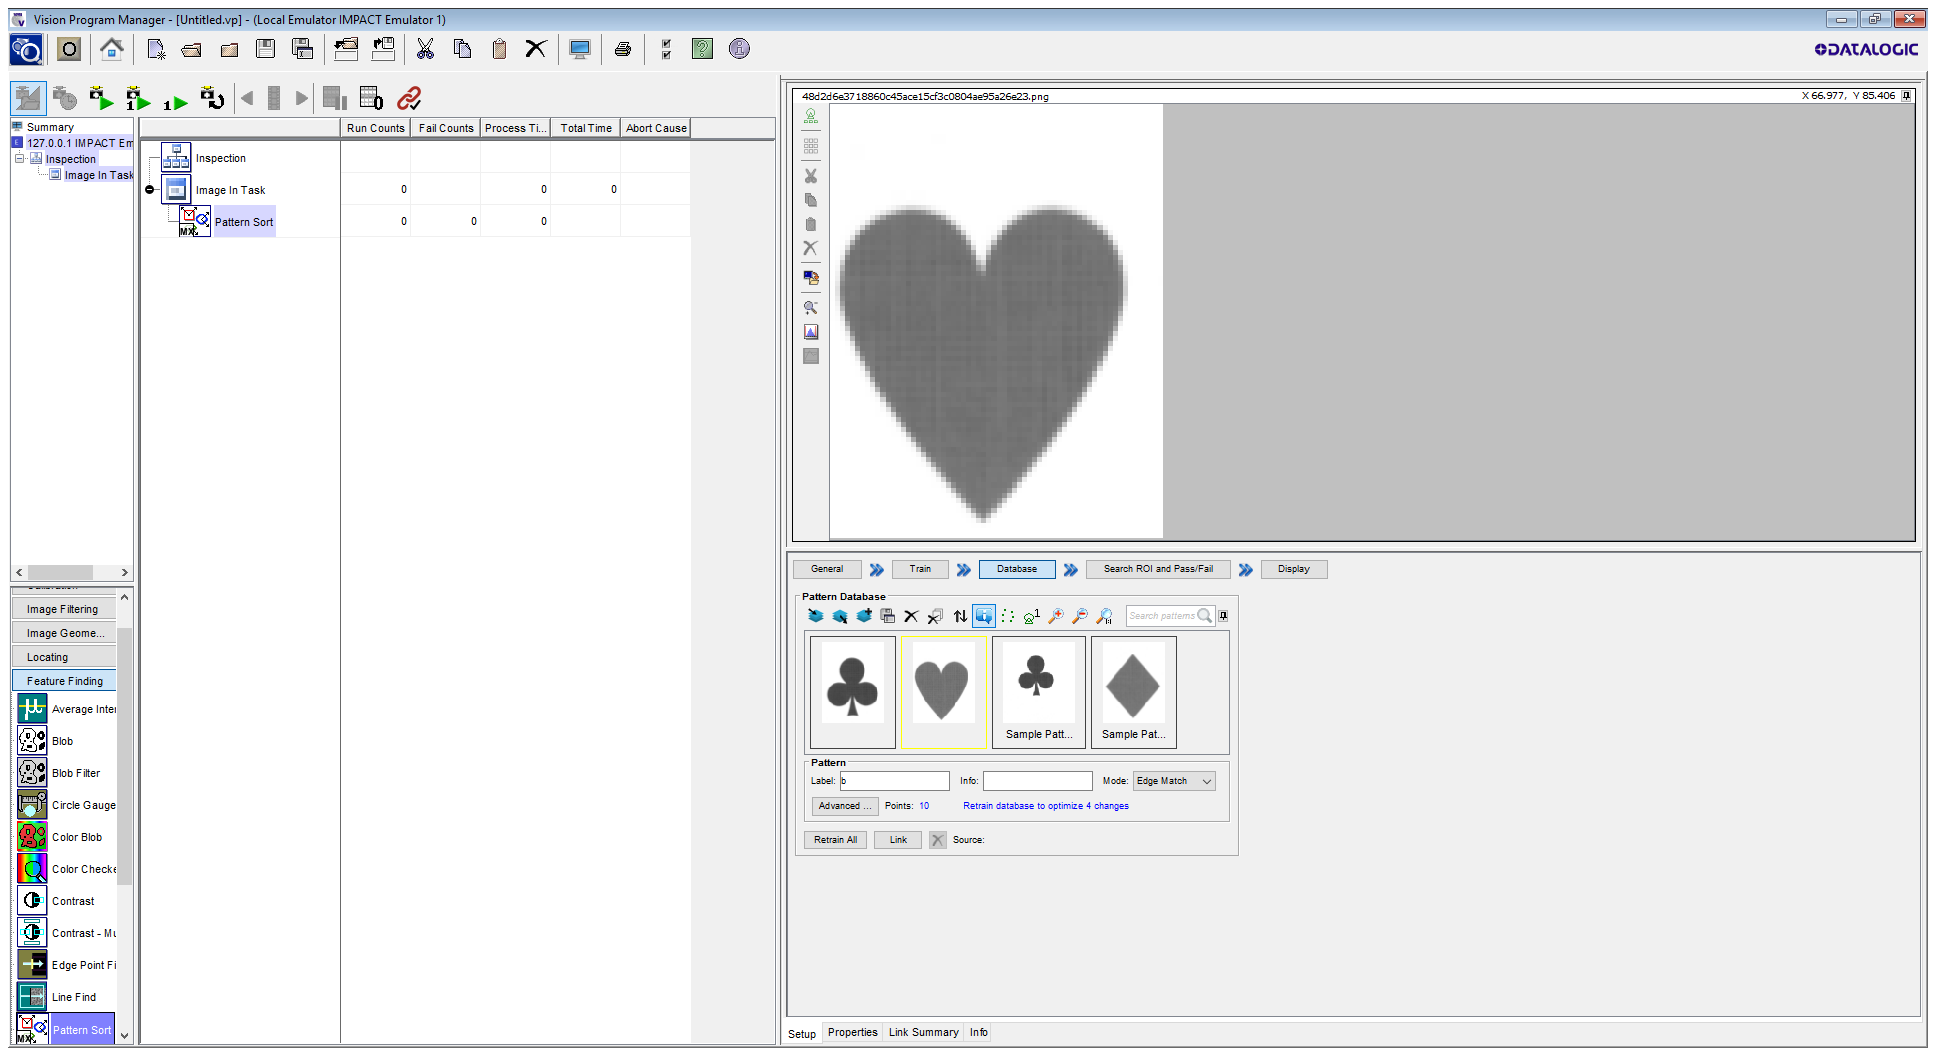 Vision Program Manager - [Untitled.vp] - (Local Emulator IMPACT Emulator 1)
DATALOGIC
Summary
127.0.0.1 IMPACT Em
Inspection
Image In Task
Run Counts Fail Counts Process Ti... Total Time Abort Cause
Inspection
Image In Task 0 0 0
Pattern Sort 0 0 0
48d2d6e3718860c45ace15cf3c0804ae95a26e23.png X 66.977, Y 85.406
Image Filtering
Image Geome...
Locating
Feature Finding
Average Inter
Blob
Blob Filter
Circle Gauge
Color Blob
Color Checke
Contrast
Contrast - Mu
Edge Point Fi
Line Find
Pattern Sort
General Train Database Search ROI and Pass/Fail Display
Pattern Database
Search patterns
Sample Patt... Sample Pat...
Pattern
Label: b Info: Mode: Edge Match
Advanced ... Points: 10 Retrain database to optimize 4 changes
Retrain All Link Source:
Setup Properties Link Summary Info